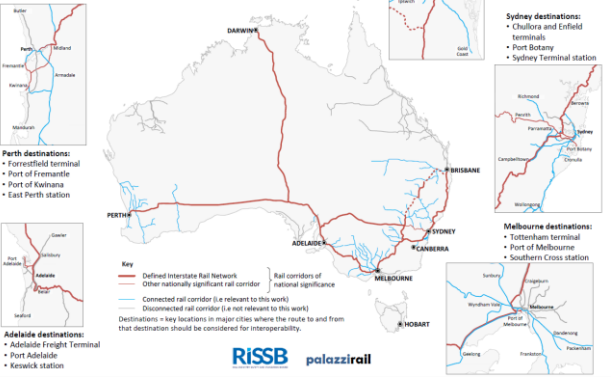 Butler
Perth
Midland
Fremantle
Armadale
Kwinana
Mandurah
Perth destinations:
• Forrestfield terminal
• Port of Fremantle
• Port of Kwinana
• East Perth station
Gawler
Salisbury
Port
Adelaide
Adelaide
Belair
Seaford
Adelaide destinations:
• Adelaide Freight Terminal
• Port Adelaide
• Keswick station
DARWIN
BRISBANE
PERTH
SYDNEY
CANBERRA
ADELAIDE
MELBOURNE
HOBART
Ipswich
Gold
Coast
Key
Defined Interstate Rail Network
Other nationally significant rail corridor
Rail corridors of
national significance
Connected rail corridor (i.e relevant to this work)
Disconnected rail corridor (i.e not relevant to this work)
Destinations = key locations in major cities where the route to and from
that destination should be considered for interoperability.
RISSB
palazzirail
Sydney destinations:
• Chullora and Enfield
terminals
• Port Botany
• Sydney Terminal station
Richmond
Berowra
Penrith
Parramatta
Sydney
Port Botany
Campbelltown
Cronulla
Wollongong
Melbourne destinations:
• Tottenham terminal
• Port of Melbourne
• Southern Cross station
Sunbury
Craigieburn
Wyndham Vale
Melbourne
Port of
Melbourne
Dandenong
Pakenham
Geelong
Frankston